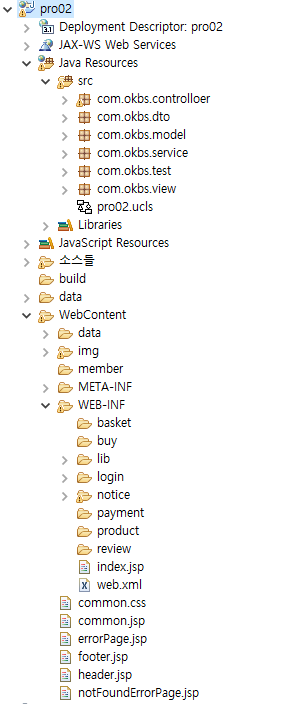 pro02
Deployment Descriptor: pro02
JAX-WS Web Services
Java Resources
src
com.okbs.controlloer
com.okbs.dto
com.okbs.model
com.okbs.service
com.okbs.test
com.okbs.view
pro02.ucls
Libraries
JavaScript Resources
소스들
build
data
WebContent
data
img
member
META-INF
WEB-INF
basket
buy
lib
login
notice
payment
product
review
index.jsp
web.xml
common.css
common.jsp
errorPage.jsp
footer.jsp
header.jsp
notFoundErrorPage.jsp